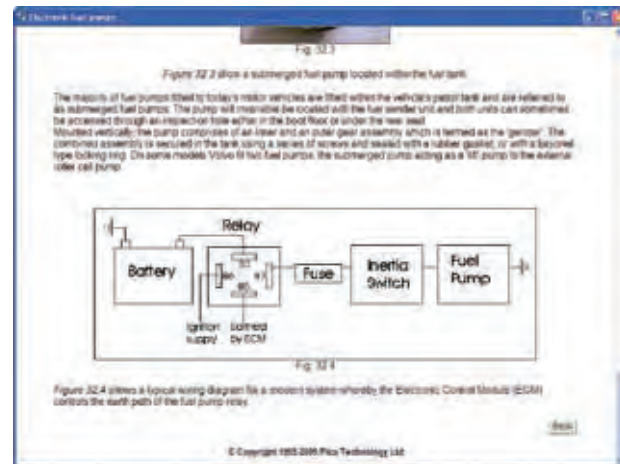 Electronic fuel pumps
Fig 32.3
Figure 32.3 show a submerged fuel pump located within the fuel tank.
The majority of fuel pumps fitted to today's motor vehicles are fitted within the vehicle's petrol tank and are referred to
as submerged fuel pumps. The pump will invariable be located with the fuel sender unit and both units can sometimes
be accessed through an inspection hole either in the boot floor or under the rear seat.
Mounted vertically, the pump comprises of an inner and an outer gear assembly which is termed as the 'gerotor'. The
combined assembly is secured in the tank using a series of screws and sealed with a rubber gasket, or with a bayonet
type locking ring. On some models Volvo fit two fuel pumps, the submerged pump acting as a 'lift' pump to the external
roller cell pump.
Relay
Battery
Fuse
Inertia
Switch
Fuel
Pump
Ignition
supply
Earthed
by ECM
Fig 32.4
Figure 32.4 shows a typical wiring diagram for a modern system whereby the Electronic Control Module (ECM)
controls the earth path of the fuel pump relay.
© Copyright 1995-2005 Pico Technology Ltd